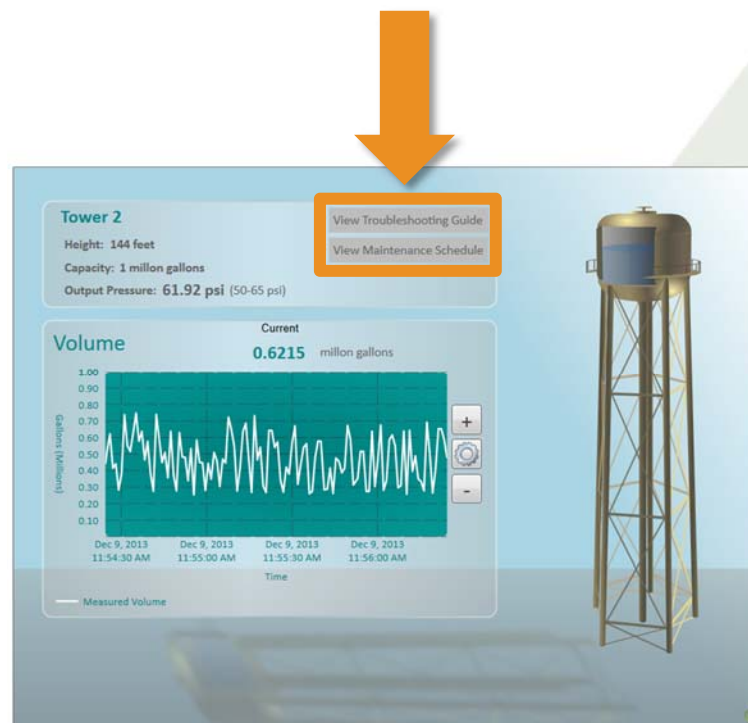 Tower 2
View Troubleshooting Guide
Height: 144 feet
View Maintenance Schedule
Capacity: 1 millon gallons
Output Pressure: 61.92 psi (50-65 psi)
Volume
Current
0.6215 millon gallons
1.00
0.90
0.80
0.70
0.60
0.50
0.40
0.30
0.20
0.10
Gallons (Millions)
+
-
Dec 9, 2013 Dec 9, 2013 Dec 9, 2013 Dec 9, 2013
11:54:30 AM 11:55:00 AM 11:55:30 AM 11:56:00 AM
Time
Measured Volume